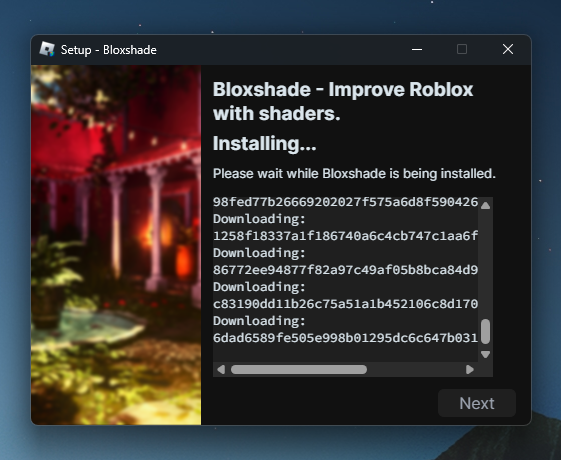 Setup - Bloxshade
Bloxshade - Improve Roblox
with shaders.
Installing...
Please wait while Bloxshade is being installed.
98fed77b26669202027f575a6d8f590426
Downloading:
1258f18337a1f186740a6c4cb747c1aa6f
Downloading:
86772ee94877f82a97c49af05b8bca84d9
Downloading:
c83190dd11b26c75a51a1b452106c8d170
Downloading:
6dad6589fe505e998b01295dc6c647b031
Next